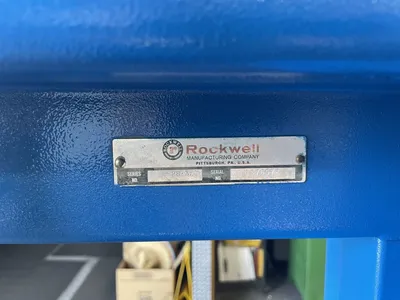 Rockwell
MANUFACTURING COMPANY
PITTSBURGH, PA., U.S.A.
SERIES SERIAL
NO. NO.